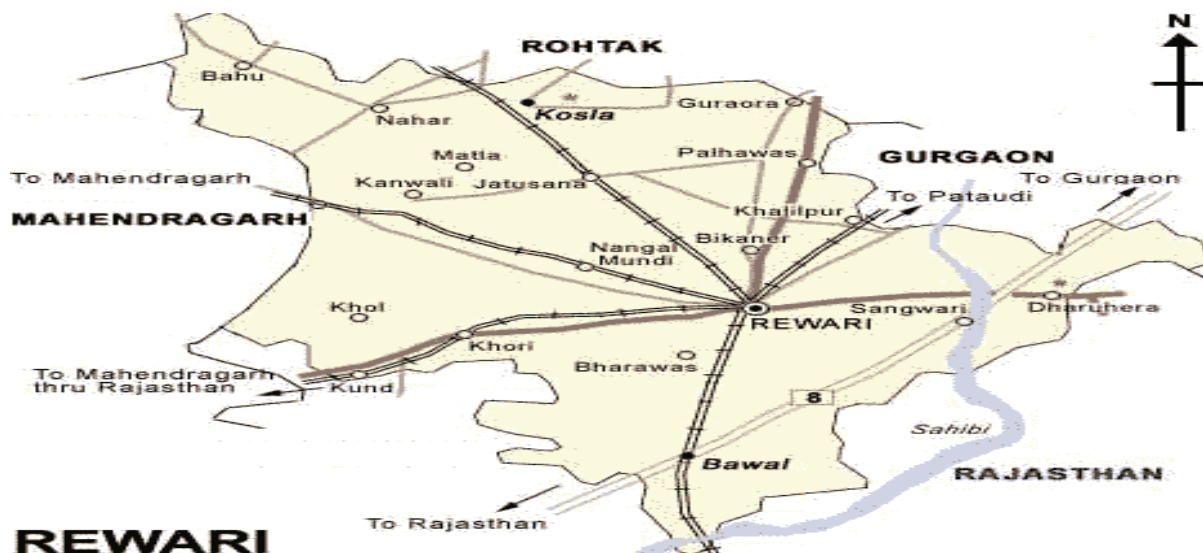 N
ROHTAK
Bahu
Guraora
Kosla
Nahar
Matla
Palhawas
GURGAON
To Mahendragarh
Kanwali
Jatusana
To Gurgaon
To Pataudi
MAHENDRAGARH
Khalilpur
Bikaner
Nangal
Mundi
Khol
Sangwari
Dharuhera
REWARI
Khori
Bharawas
To Mahendragarh
thru Rajasthan
Kund
8
Sahibi
Bawal
RAJASTHAN
To Rajasthan
REWARI